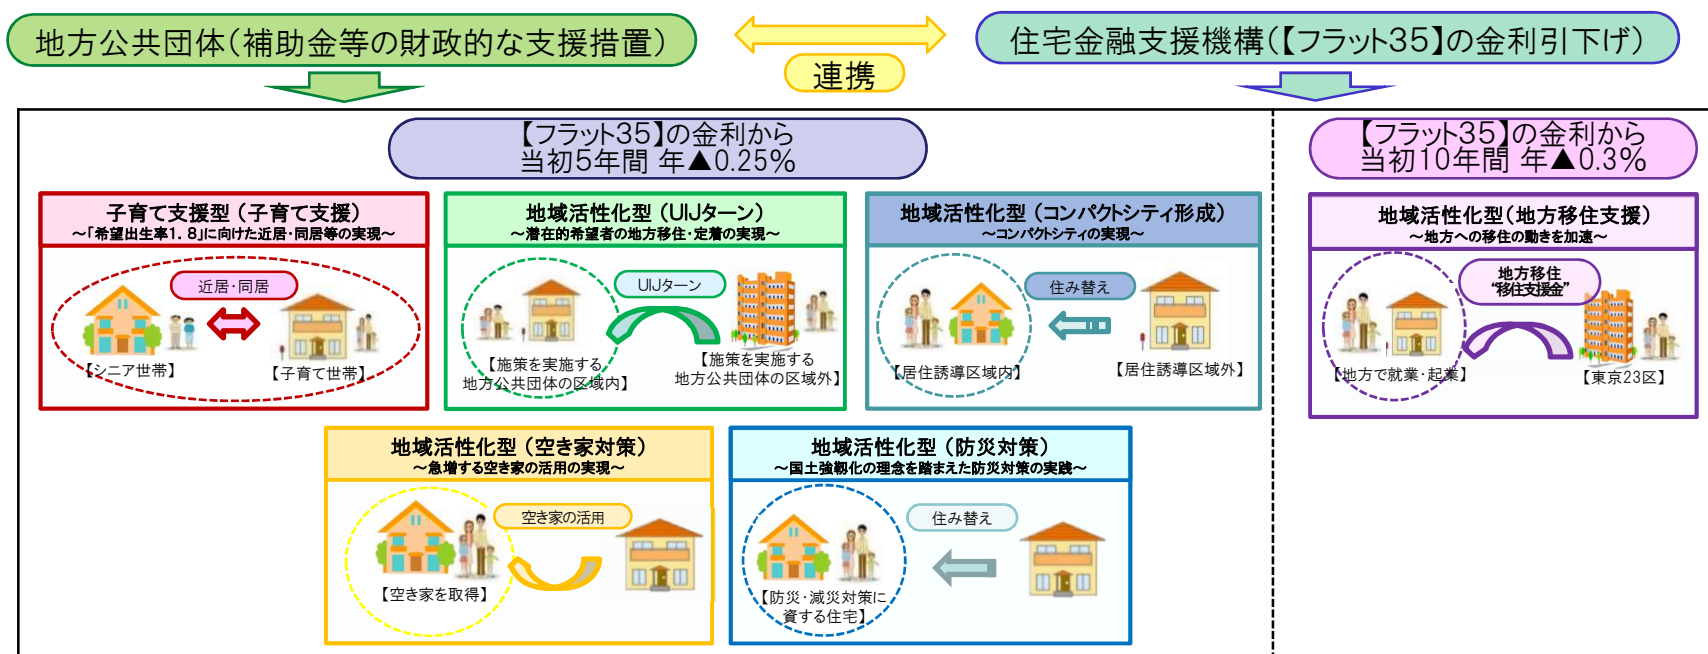 地方公共団体(補助金等の財政的な支援措置)
連携
住宅金融支援機構(【フラット35】の金利引下げ)
【フラット35】の金利から
当初5年間 年▲0.25%
【フラット35】の金利から
当初10年間 年▲0.3%
子育て支援型(子育て支援)
~「希望出生率1.8」に向けた近居・同居等の実現~
近居・同居
【シニア世帯】
【子育て世帯】
地域活性化型(UIJターン)
~潜在的希望者の地方移住・定着の実現~
UIJターン
【施策を実施する
地方公共団体の区域内】
【施策を実施する
地方公共団体の区域外】
地域活性化型(コンパクトシティ形成)
~コンパクトシティの実現~
住み替え
【居住誘導区域内】
【居住誘導区域外】
地域活性化型(地方移住支援)
~地方への移住の動きを加速~
地方移住
“移住支援金”
【地方で就業・起業】
【東京23区】
地域活性化型(空き家対策)
~急増する空き家の活用の実現~
空き家の活用
【空き家を取得】
地域活性化型(防災対策)
~国土強靱化の理念を踏まえた防災対策の実践~
住み替え
【防災・減災対策に
資する住宅】